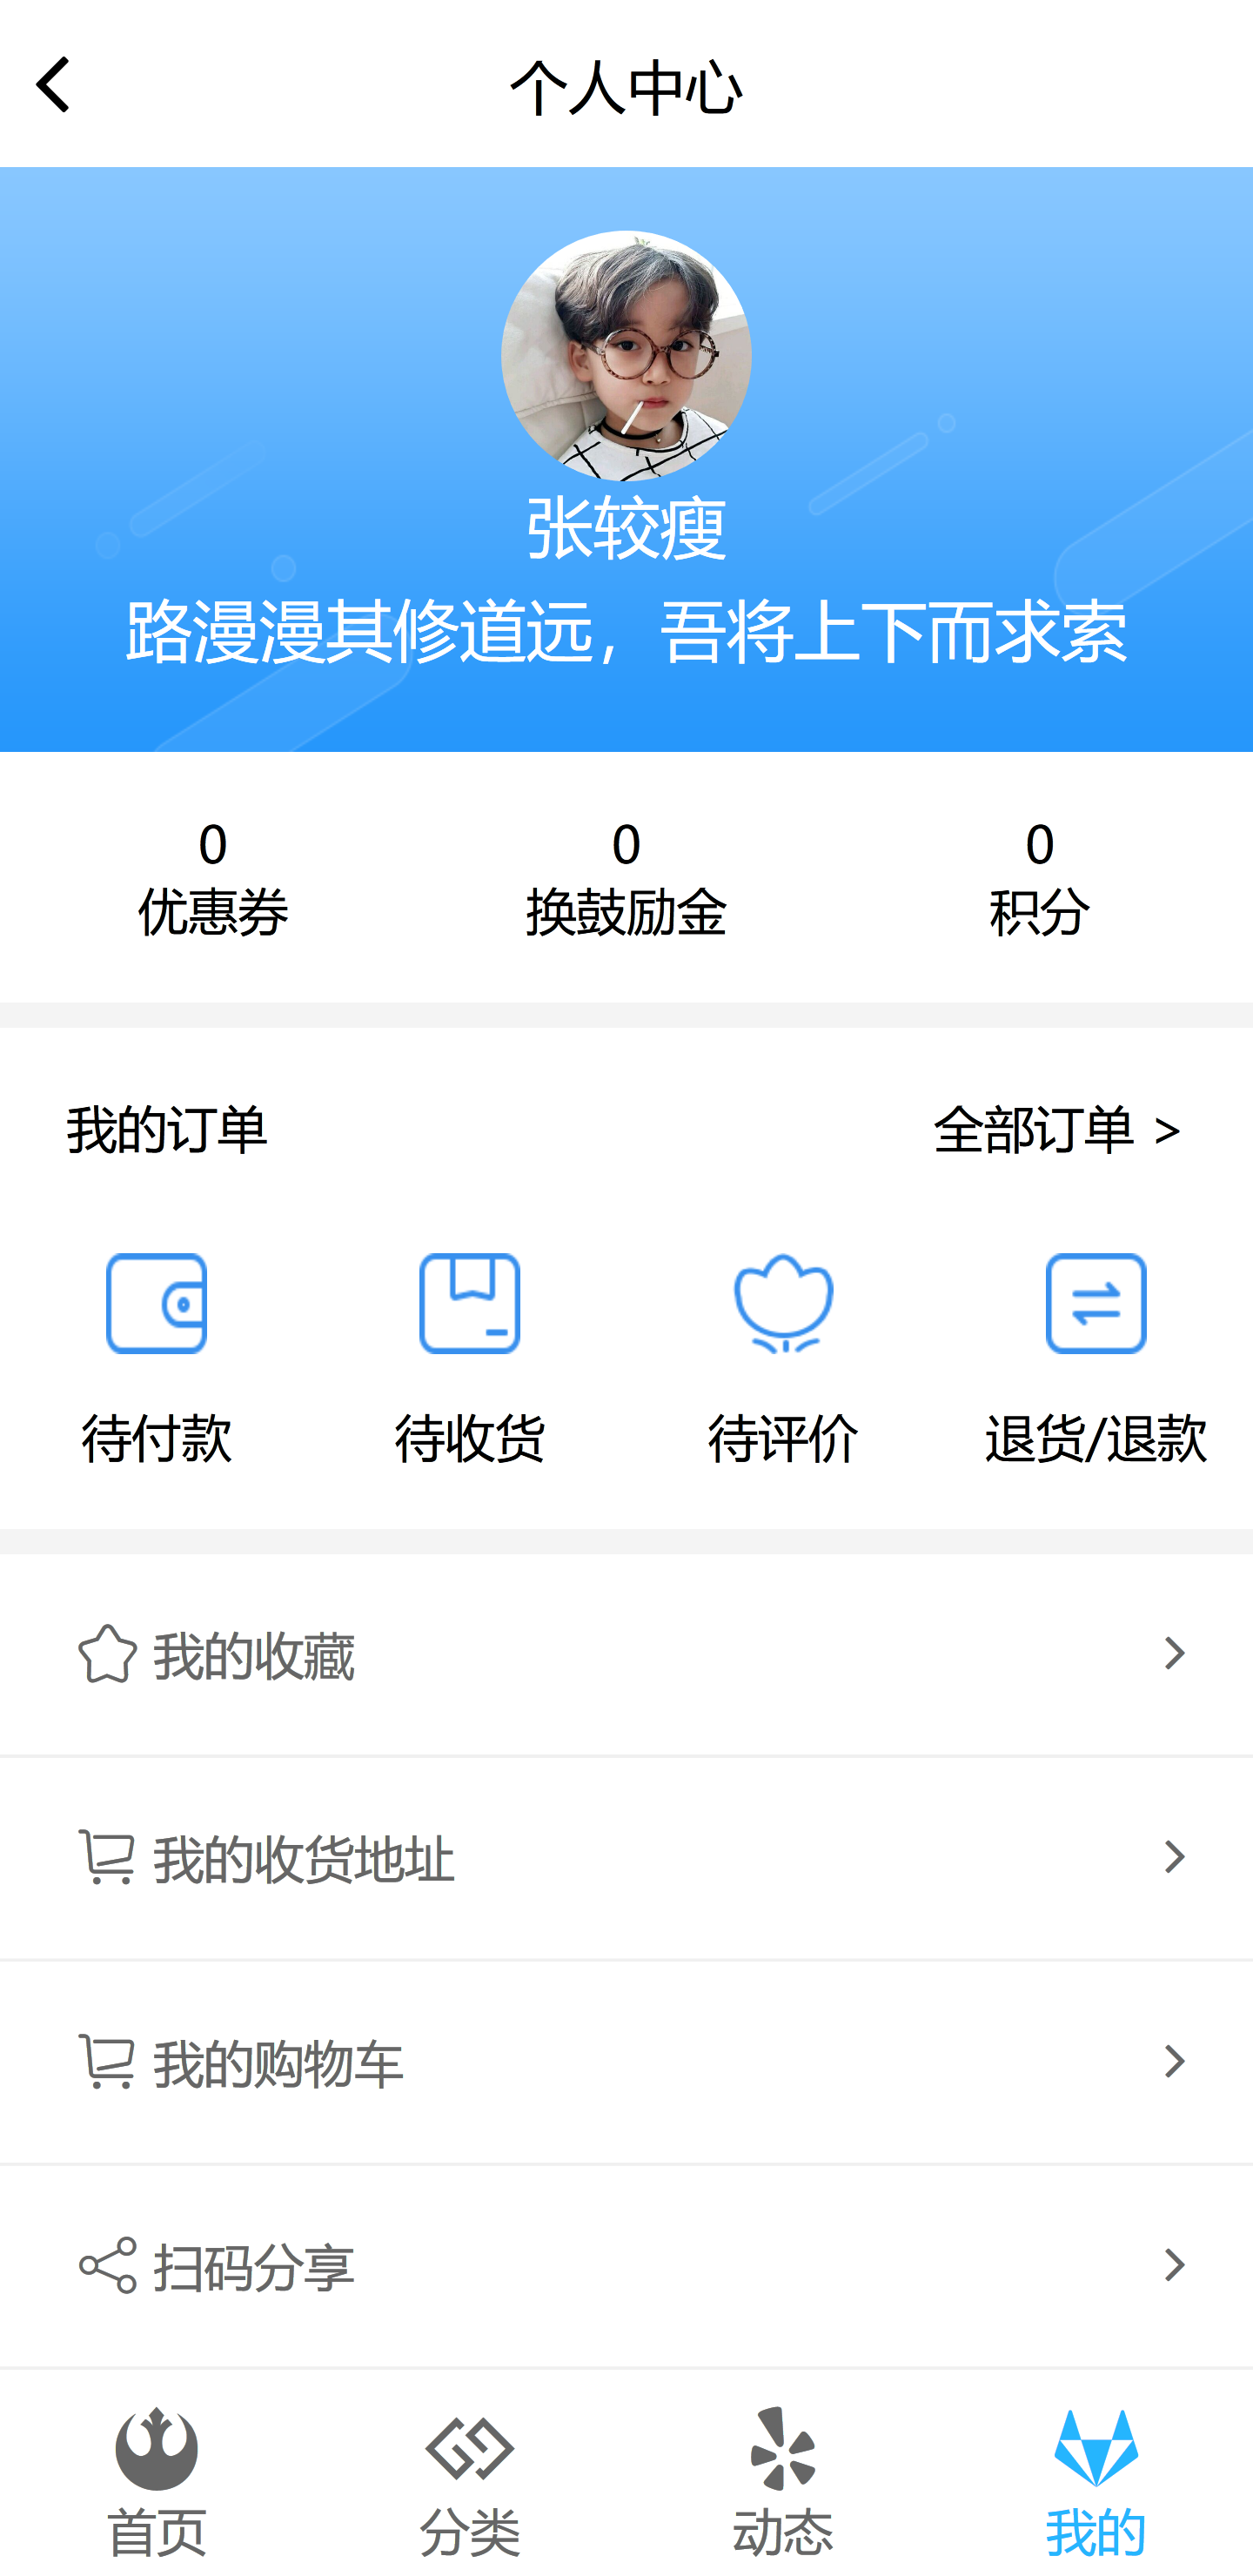 个人中心
张较瘦
路漫漫其修道远，吾将上下而求索
0 0 0
优惠券 换鼓励金 积分
我的订单 全部订单 >
待付款 待收货 待评价 退货/退款
我的收藏
我的收货地址
我的购物车
扫码分享
首页 分类 动态 我的